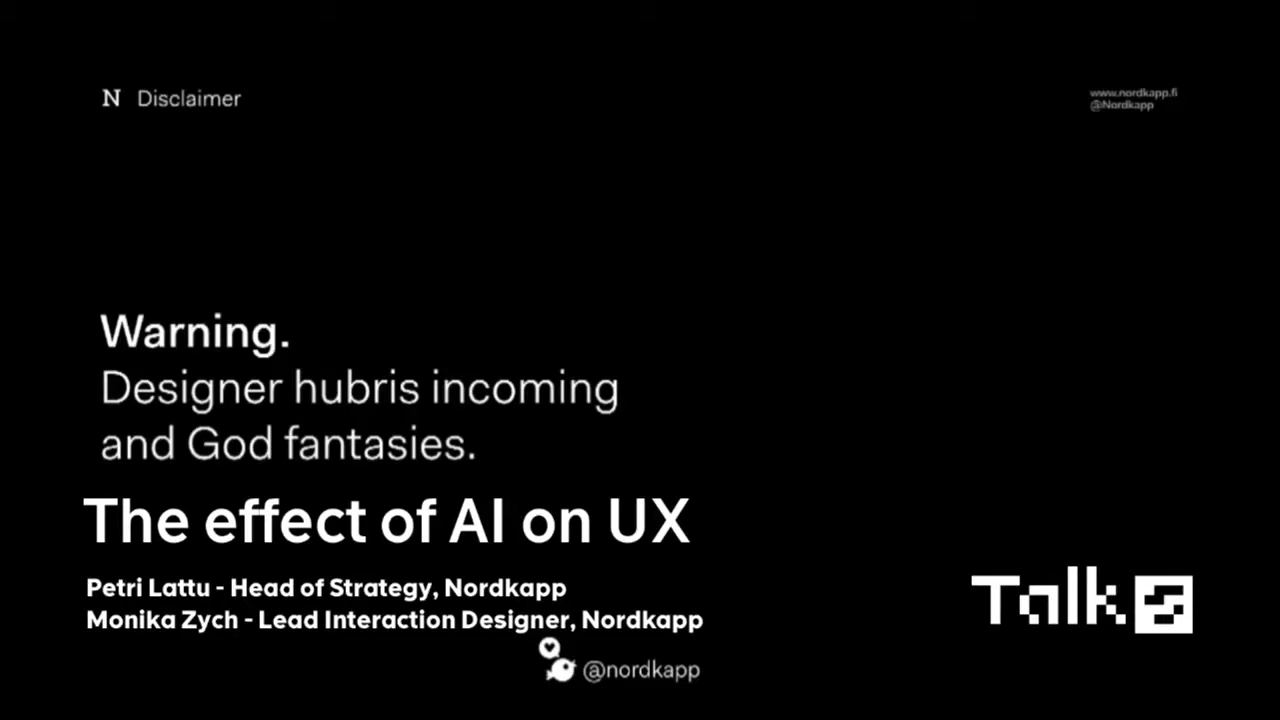 N Disclaimer
www.nordkapp.fi
@Nordkapp
Warning.
Designer hubris incoming
and God fantasies.
The effect of AI on UX
Petri Lattu - Head of Strategy, Nordkapp
Monika Zych - Lead Interaction Designer, Nordkapp
Talk
@nordkapp